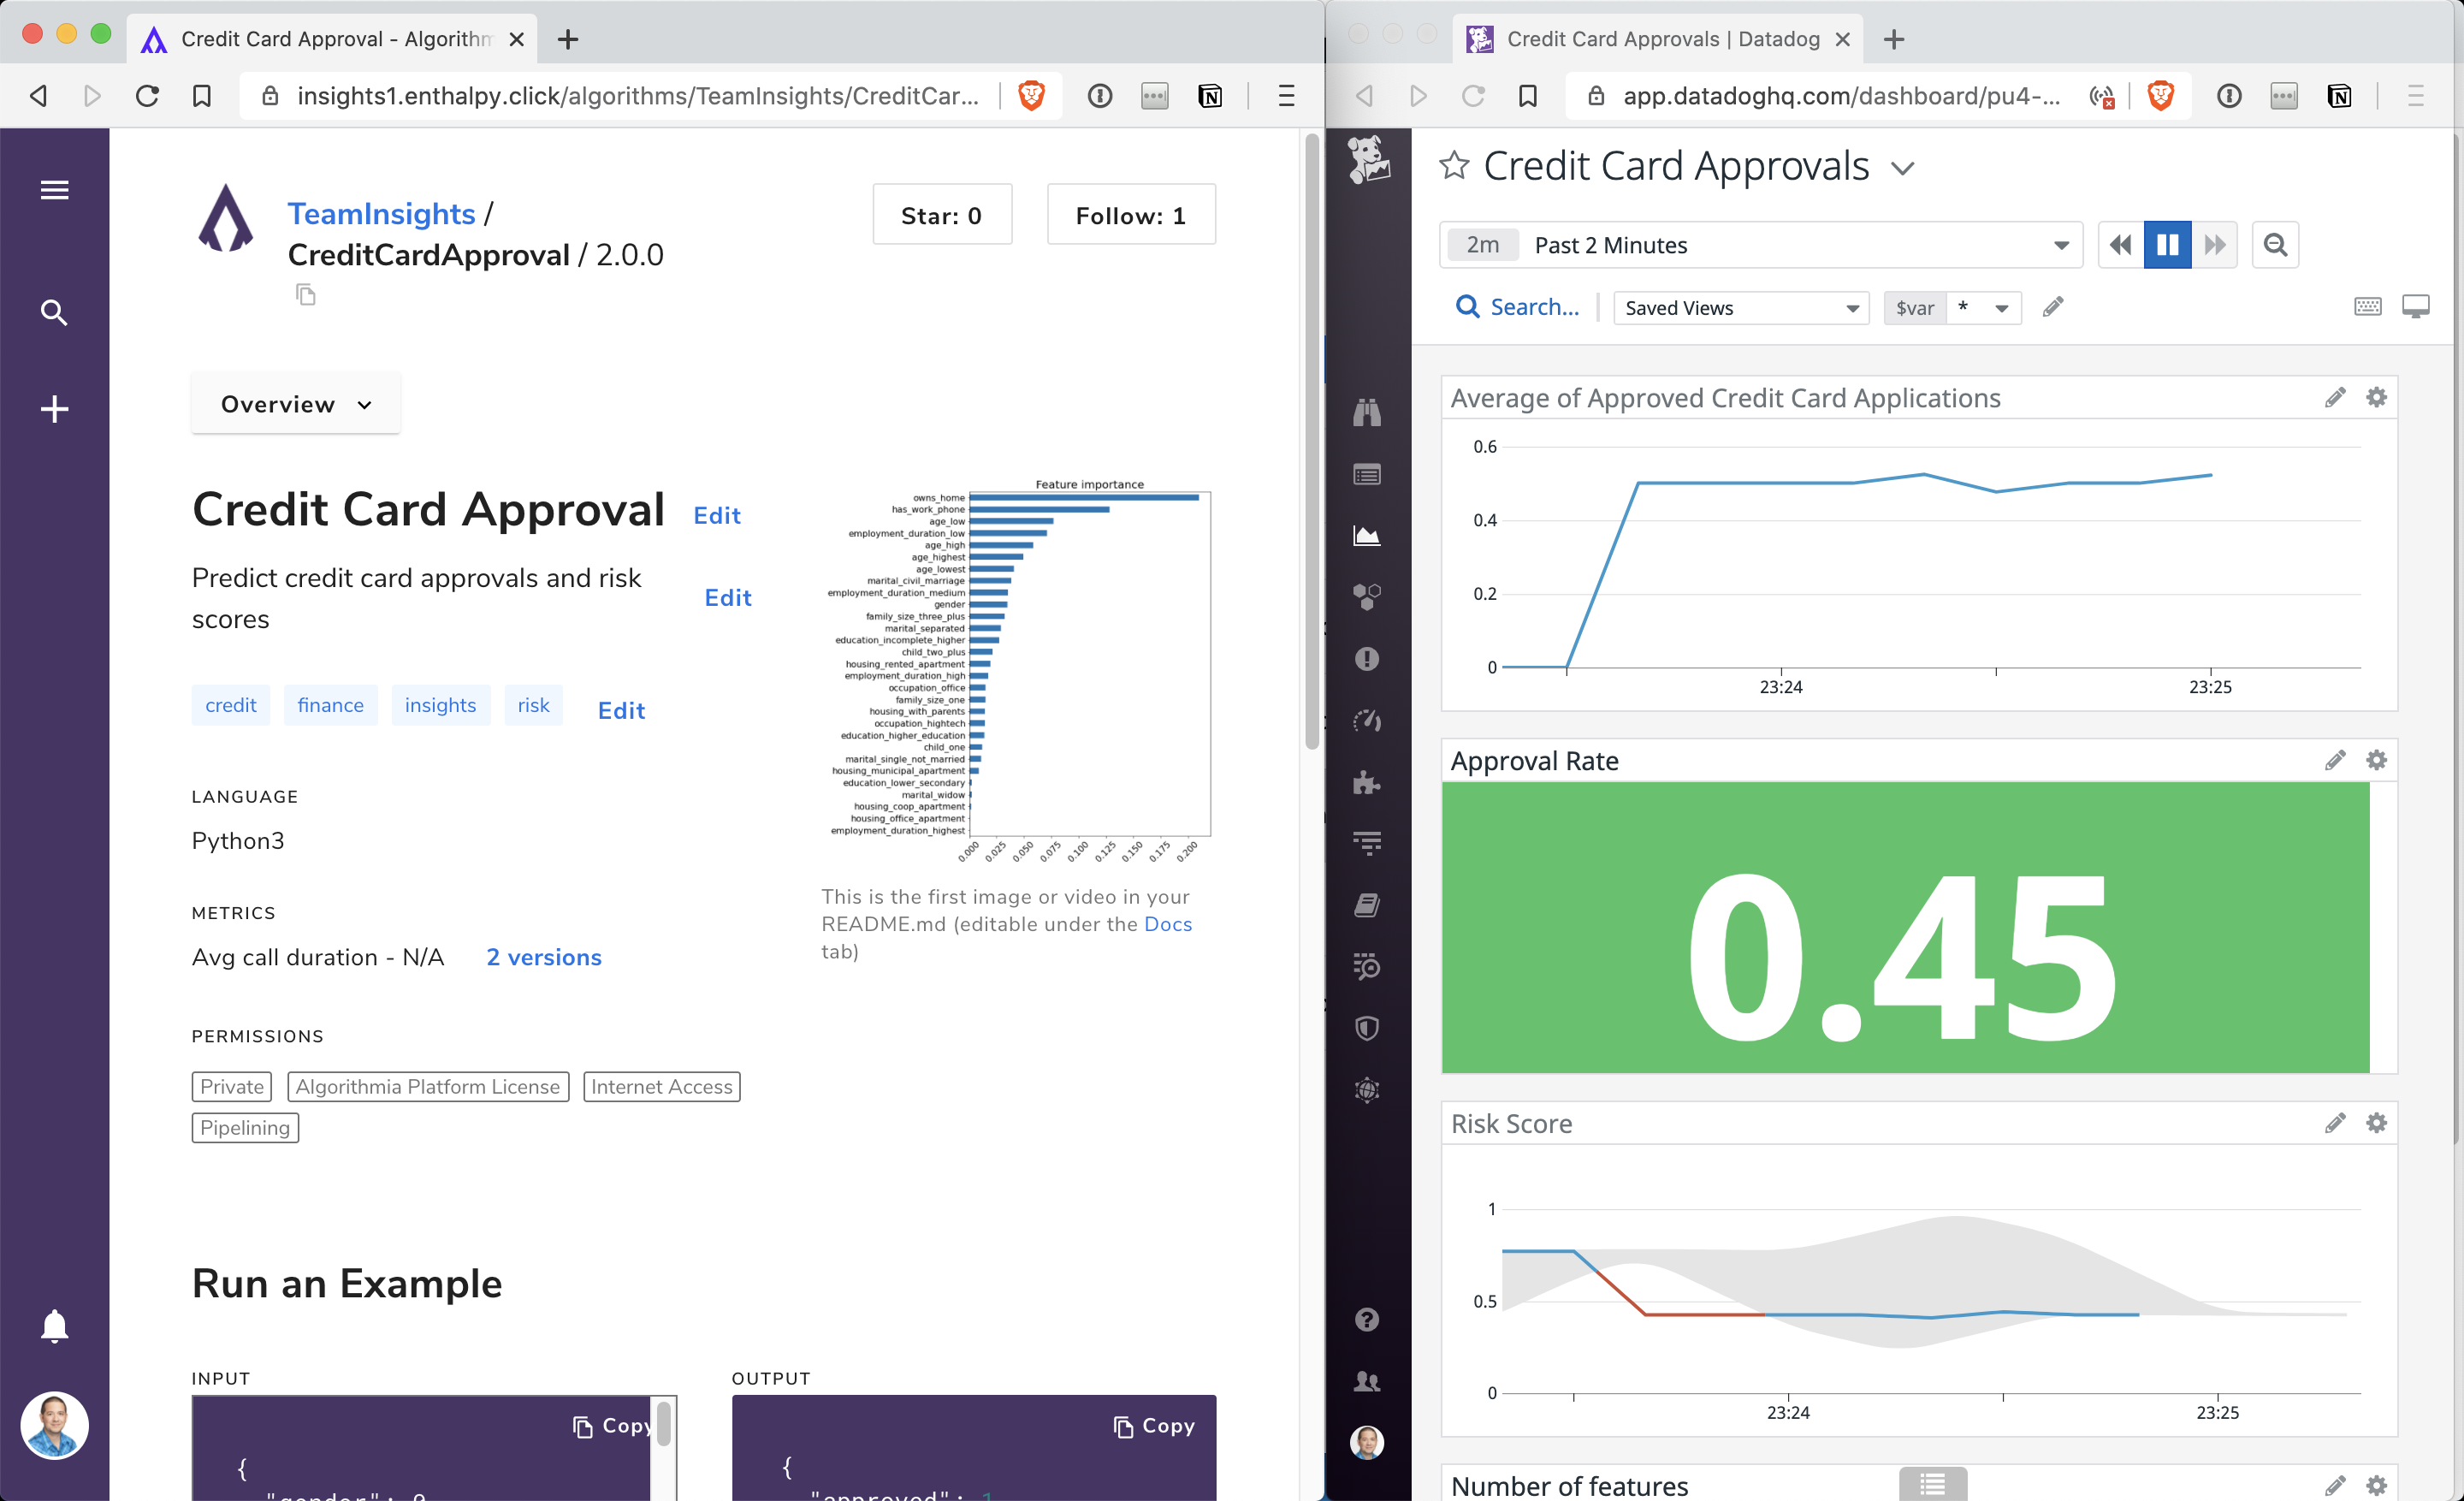 Credit Card Approval - Algorithm
insights1.enthalpy.click/algorithms/TeamInsights/CreditCar...
TeamInsights /
CreditCardApproval / 2.0.0
Star: 0
Follow: 1
Overview
Credit Card Approval
Edit
Predict credit card approvals and risk
scores
Edit
credit
finance
insights
risk
Edit
LANGUAGE
Python3
METRICS
Avg call duration - N/A
2 versions
PERMISSIONS
Private
Algorithmia Platform License
Internet Access
Pipelining
Feature importance
owns_home
has_work_phone
age_low
employment_duration_low
age_high
age_highest
age_lowest
marital_civil_marriage
employment_duration_medium
gender
family_size_three_plus
marital_separated
education_incomplete_higher
child_two_plus
housing_rented_apartment
employment_duration_high
occupation_office
family_size_one
housing_with_parents
occupation_hightech
education_higher_education
child_one
marital_single_not_married
housing_municipal_apartment
education_lower_secondary
marital_widow
housing_coop_apartment
housing_office_apartment
employment_duration_highest
0.000
0.025
0.050
0.075
0.100
0.125
0.150
0.175
0.200
This is the first image or video in your
README.md (editable under the Docs
tab)
Run an Example
INPUT
Copy
{
"gender": 0
OUTPUT
Copy
{
"approved": 1
Credit Card Approvals | Datadog
app.datadoghq.com/dashboard/pu4-...
Credit Card Approvals
2m
Past 2 Minutes
Search...
Saved Views
$var
*
Average of Approved Credit Card Applications
0.6
0.4
0.2
0
23:24
23:25
Approval Rate
0.45
Risk Score
1
0.5
0
23:24
23:25
Number of features